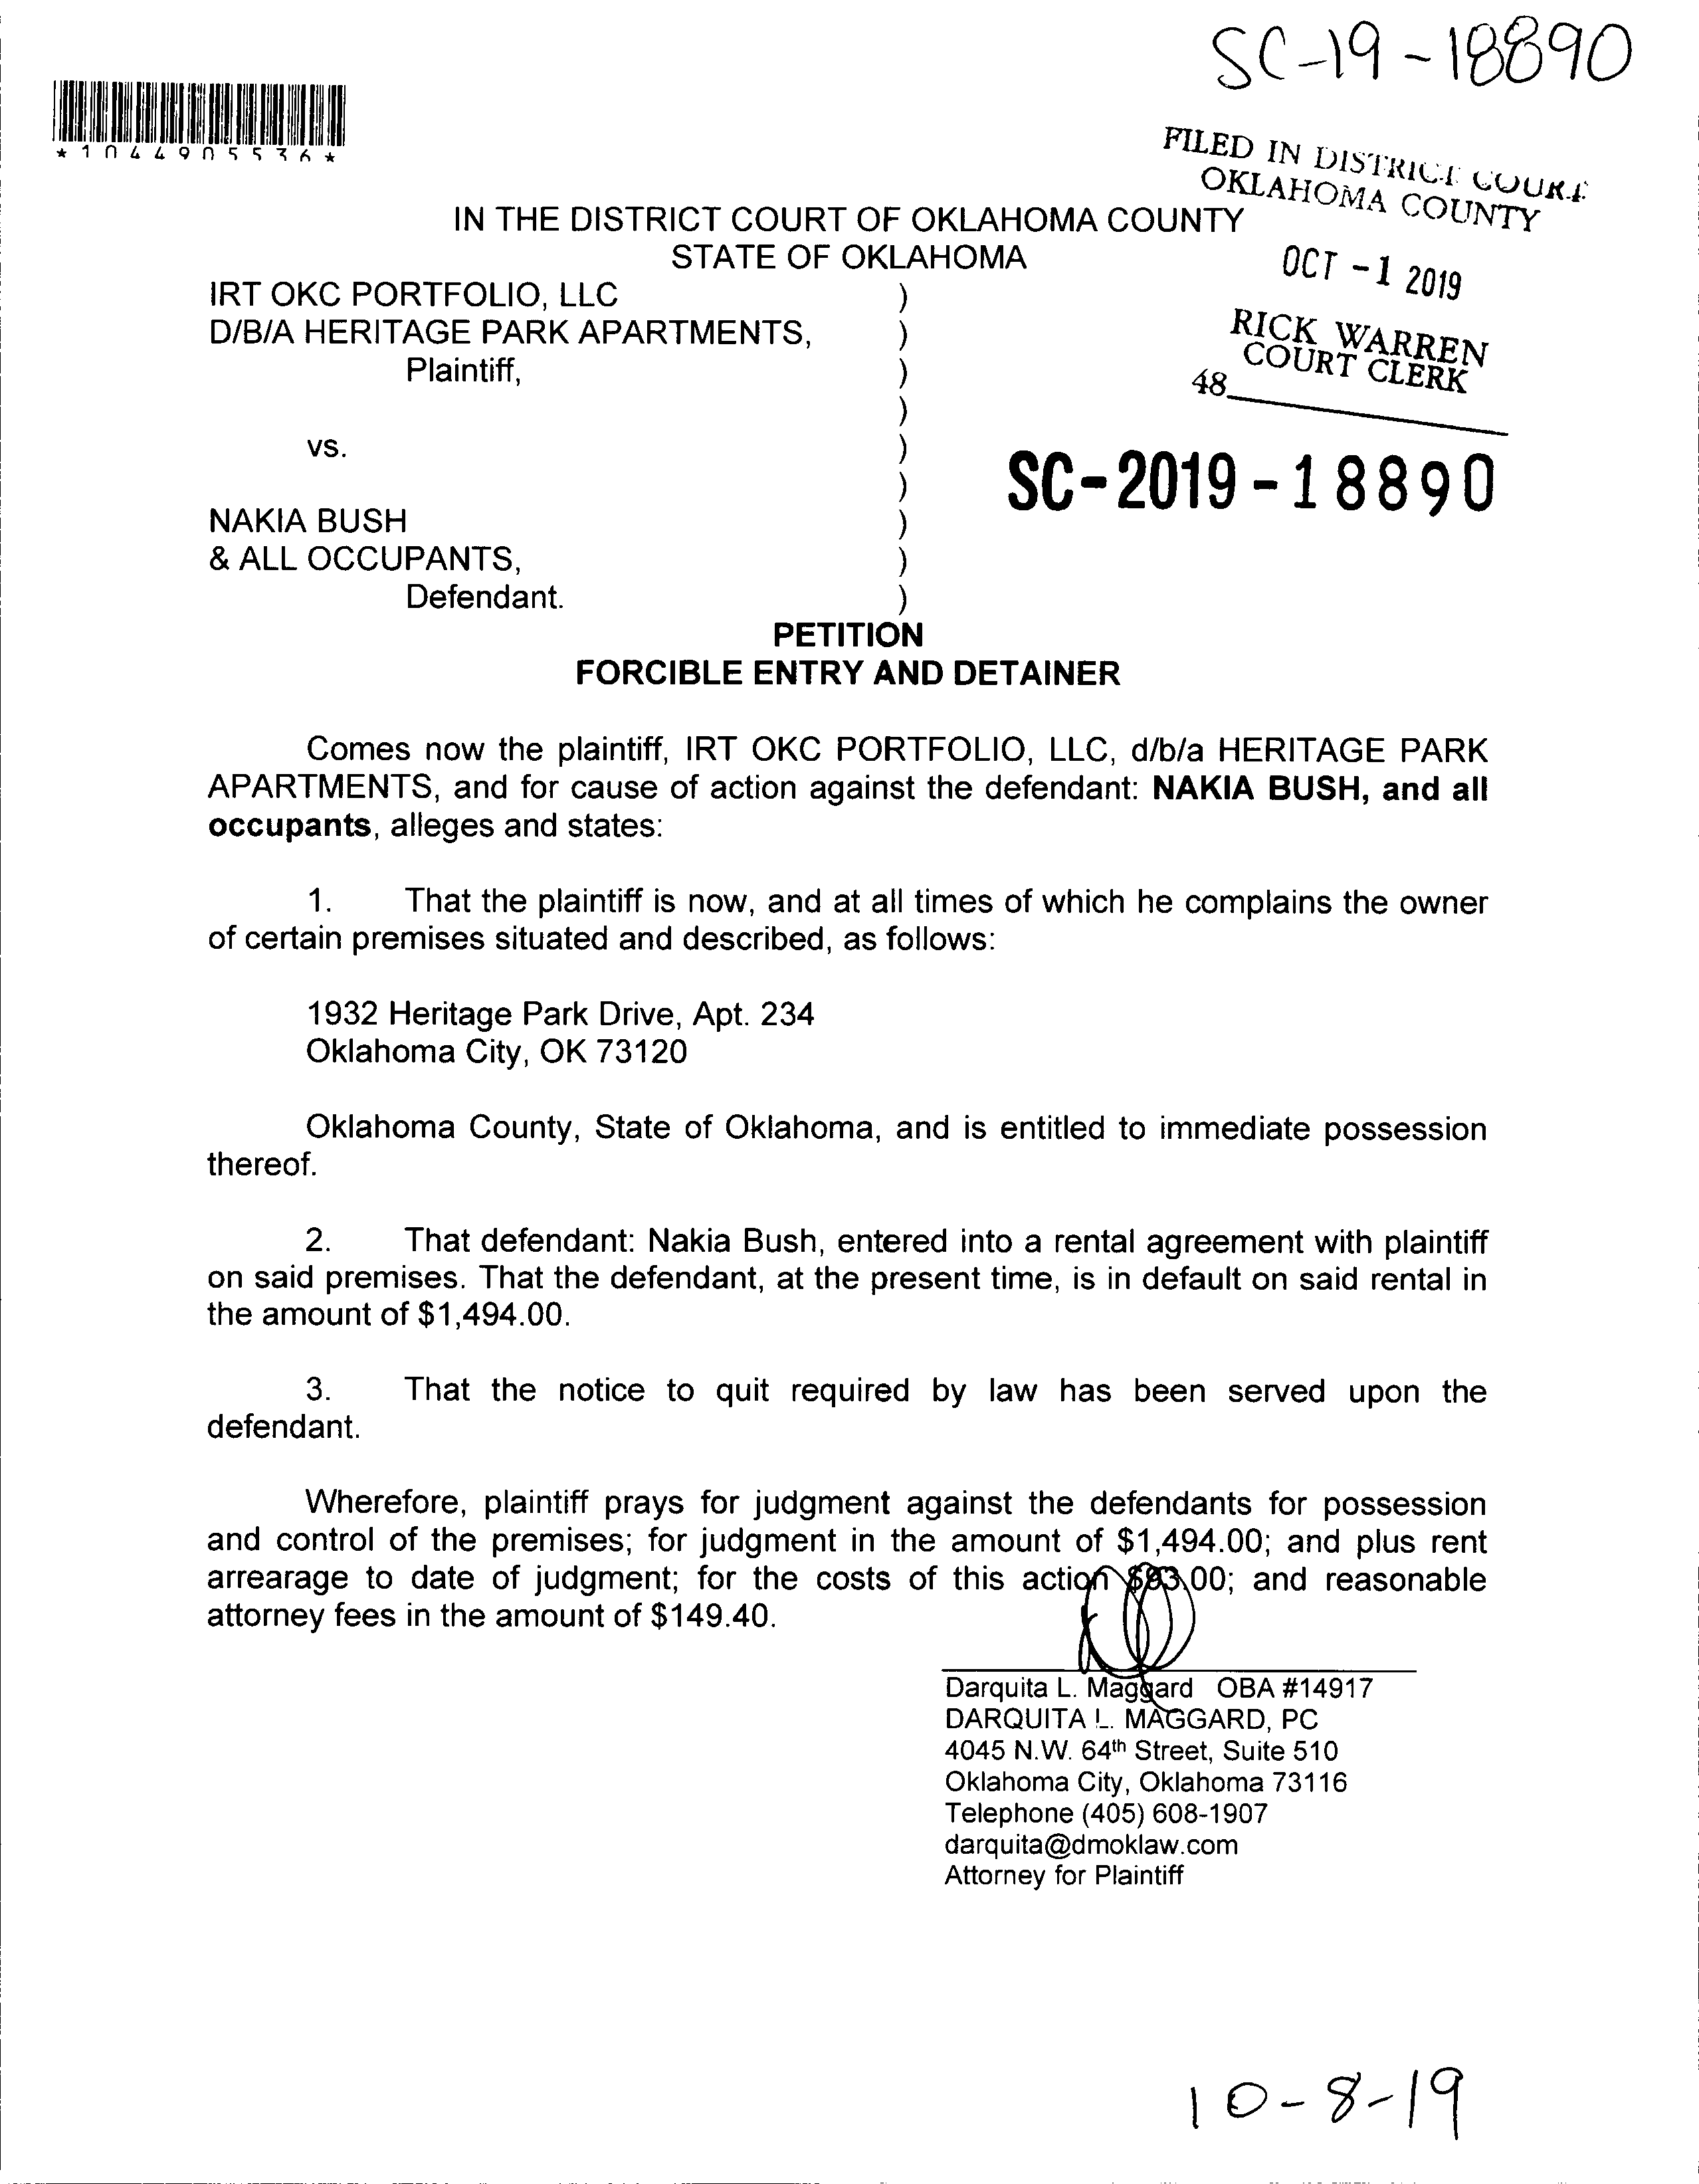 SC-19-18890
*1044905536*
FILED IN DISTRICT COURT
OKLAHOMA COUNTY
IN THE DISTRICT COURT OF OKLAHOMA COUNTY
STATE OF OKLAHOMA
OCT -1 2019
IRT OKC PORTFOLIO, LLC )
D/B/A HERITAGE PARK APARTMENTS, )
RICK WARREN
COURT CLERK
Plaintiff, )
48
)
vs. )
SC-2019-18890
)
NAKIA BUSH )
& ALL OCCUPANTS, )
Defendant. )
PETITION
FORCIBLE ENTRY AND DETAINER
Comes now the plaintiff, IRT OKC PORTFOLIO, LLC, d/b/a HERITAGE PARK
APARTMENTS, and for cause of action against the defendant: NAKIA BUSH, and all
occupants, alleges and states:
1. That the plaintiff is now, and at all times of which he complains the owner
of certain premises situated and described, as follows:
1932 Heritage Park Drive, Apt. 234
Oklahoma City, OK 73120
Oklahoma County, State of Oklahoma, and is entitled to immediate possession
thereof.
2. That defendant: Nakia Bush, entered into a rental agreement with plaintiff
on said premises. That the defendant, at the present time, is in default on said rental in
the amount of $1,494.00.
3. That the notice to quit required by law has been served upon the
defendant.
Wherefore, plaintiff prays for judgment against the defendants for possession
and control of the premises; for judgment in the amount of $1,494.00; and plus rent
arrearage to date of judgment; for the costs of this action and reasonable
attorney fees in the amount of $149.40.
Darquita L. Maggard OBA #14917
DARQUITA L. MAGGARD, PC
4045 N.W. 64th Street, Suite 510
Oklahoma City, Oklahoma 73116
Telephone (405) 608-1907
darquita@dmoklaw.com
Attorney for Plaintiff
10-8-19